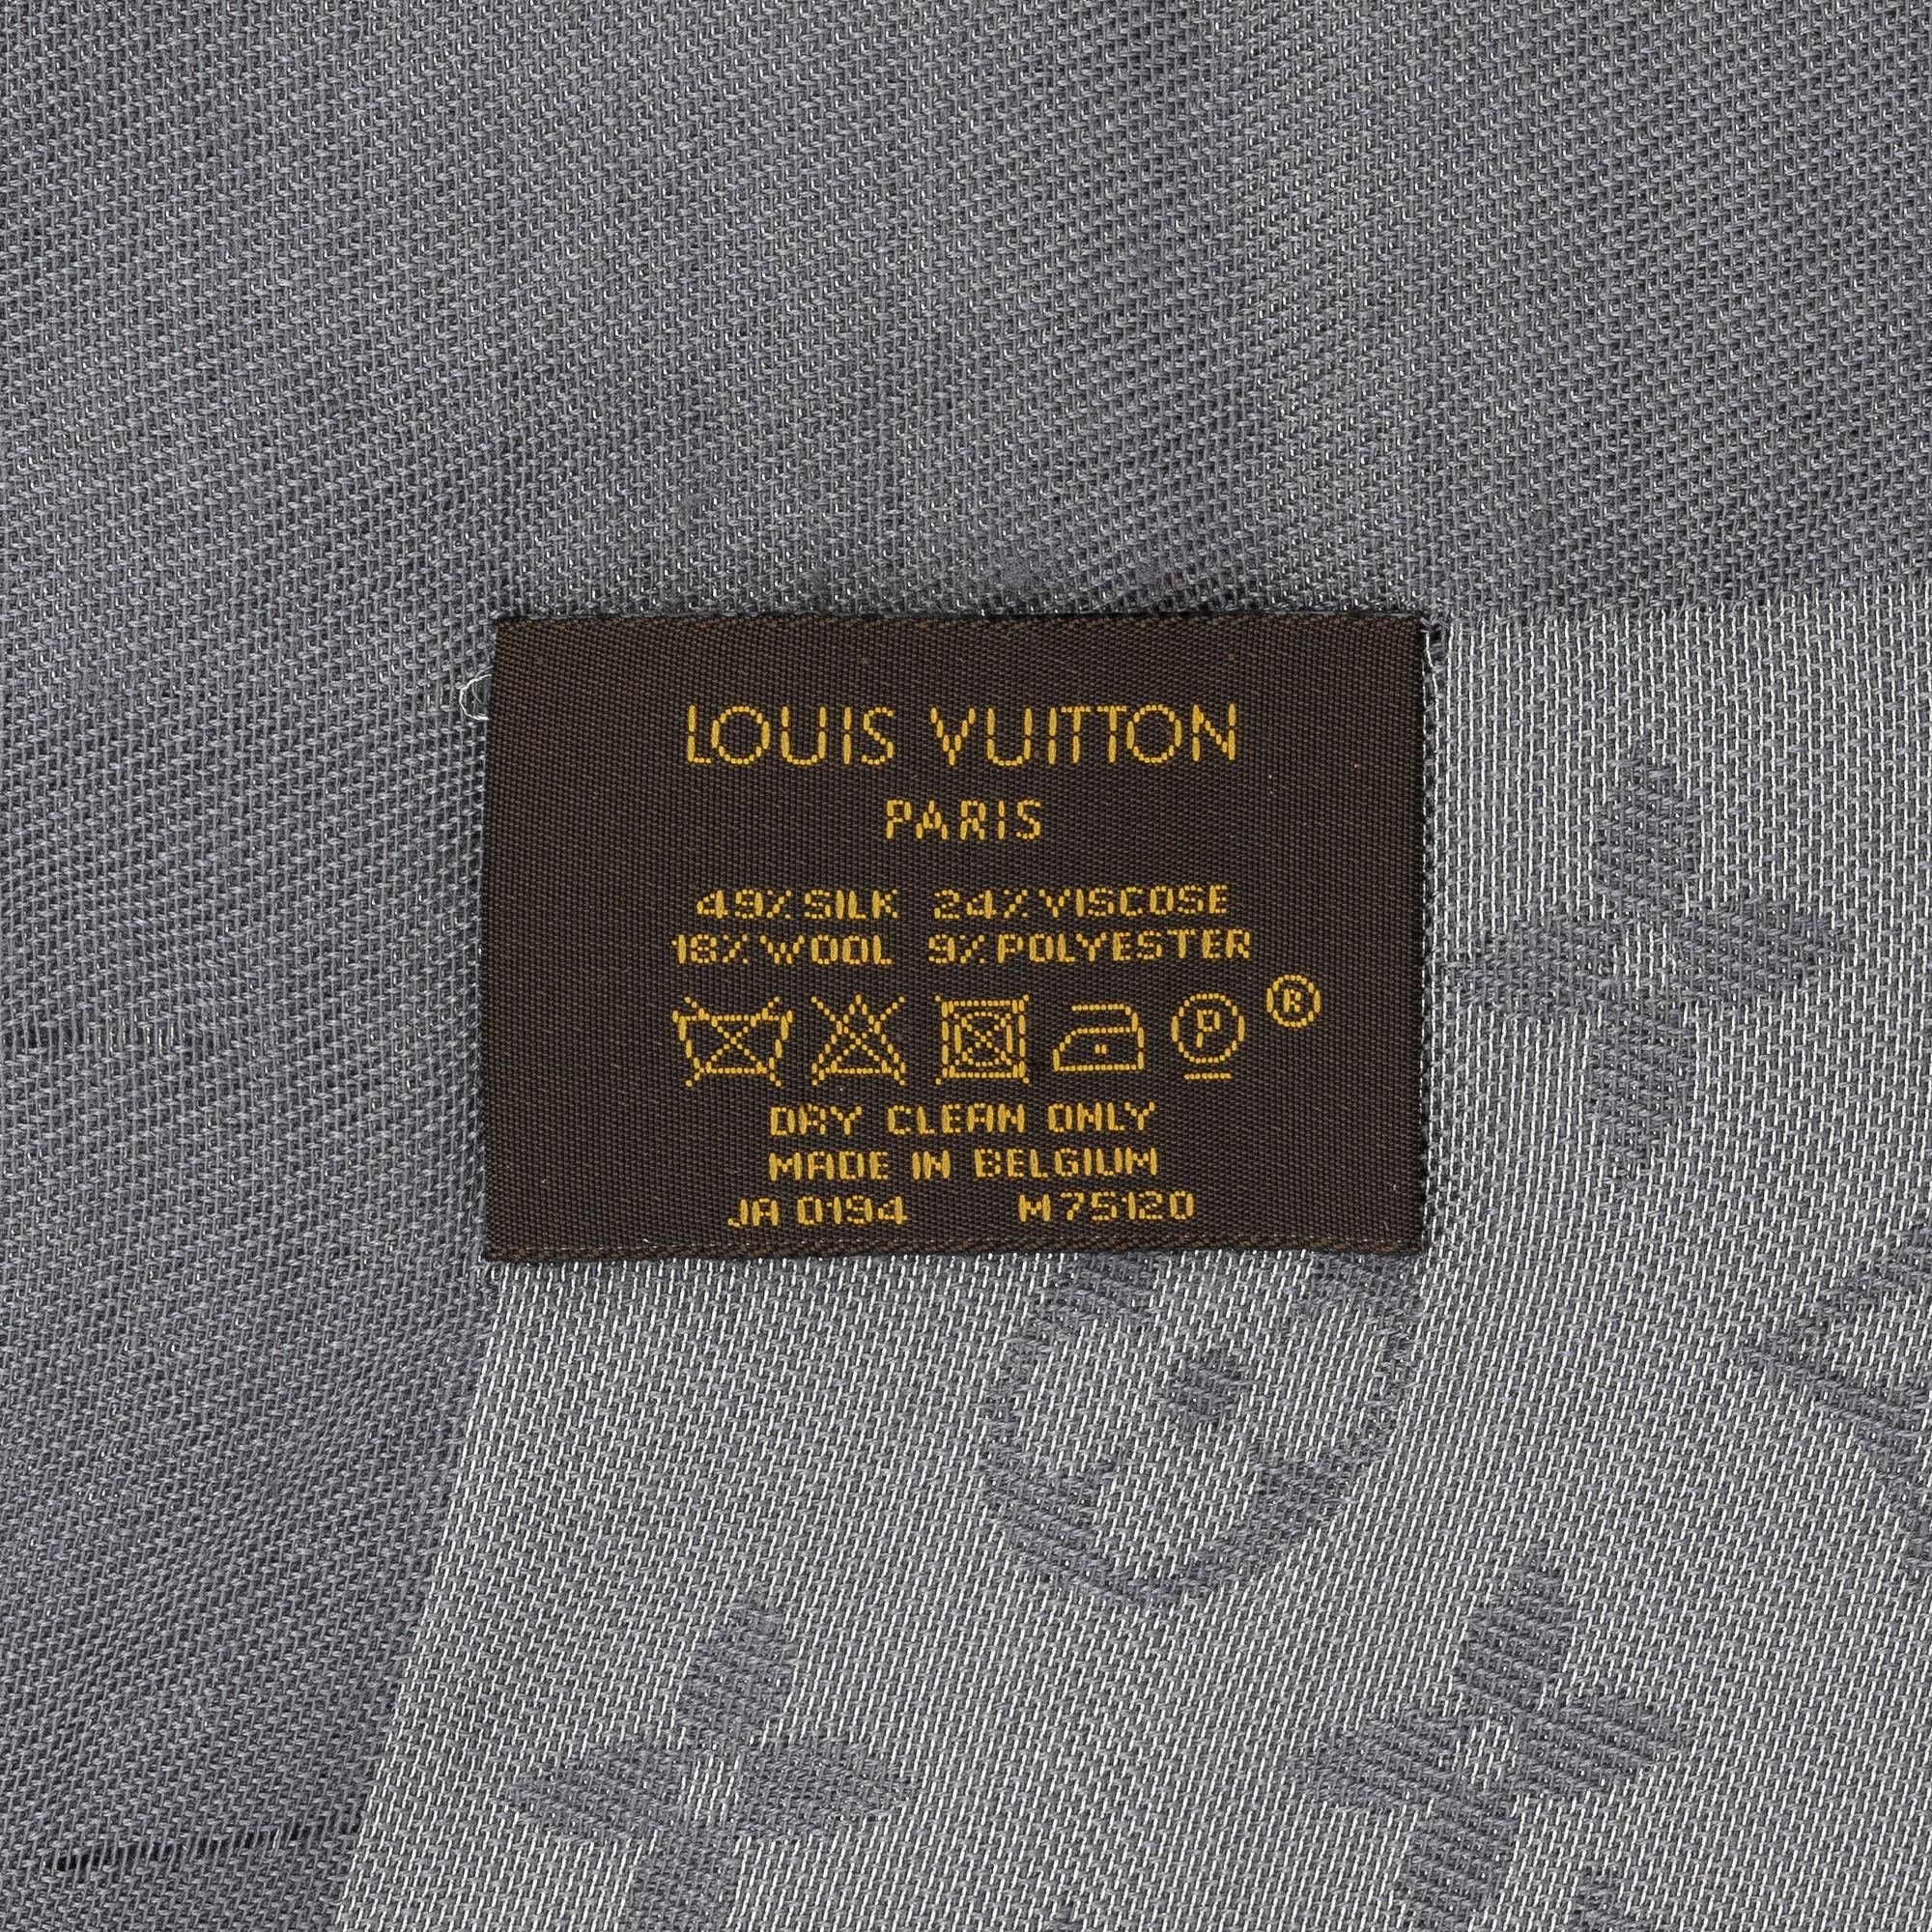 LOUIS VUITTON
PARIS
49% SILK 24% VISCOSE
18% WOOL 9% POLYESTER
P ®
DRY CLEAN ONLY
MADE IN BELGIUM
JA 0194 M75120